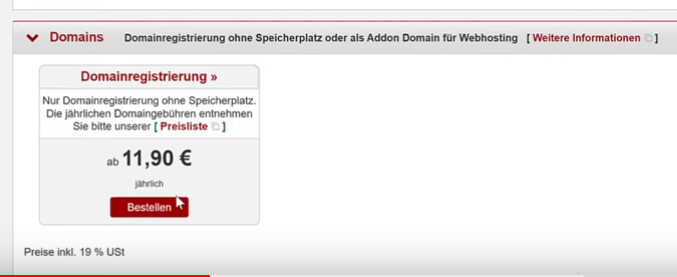 Domains Domainregistrierung ohne Speicherplatz oder als Addon Domain für Webhosting [ Weitere Informationen ]
Domainregistrierung »
Nur Domainregistrierung ohne Speicherplatz.
Die jährlichen Domaingebühren entnehmen
Sie bitte unserer [ Preisliste ]
ab 11,90 €
jährlich
Bestellen
Preise inkl. 19 % USt